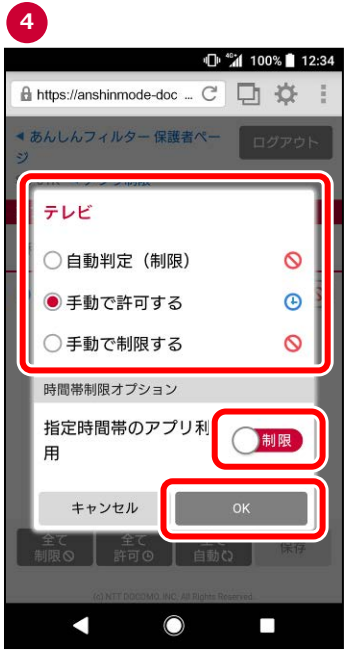 4
4G 100% 12:34
https://anshinmode-doc ...
◀ あんしんフィルター 保護者ペー
ジ
ログアウト
テレビ
自動判定（制限）
手動で許可する
手動で制限する
時間帯制限オプション
指定時間帯のアプリ利
用
制限
キャンセル
OK
全て
制限
全て
許可
全て
自動
保存
(c) NTT DOCOMO, INC. All Rights Reserved.